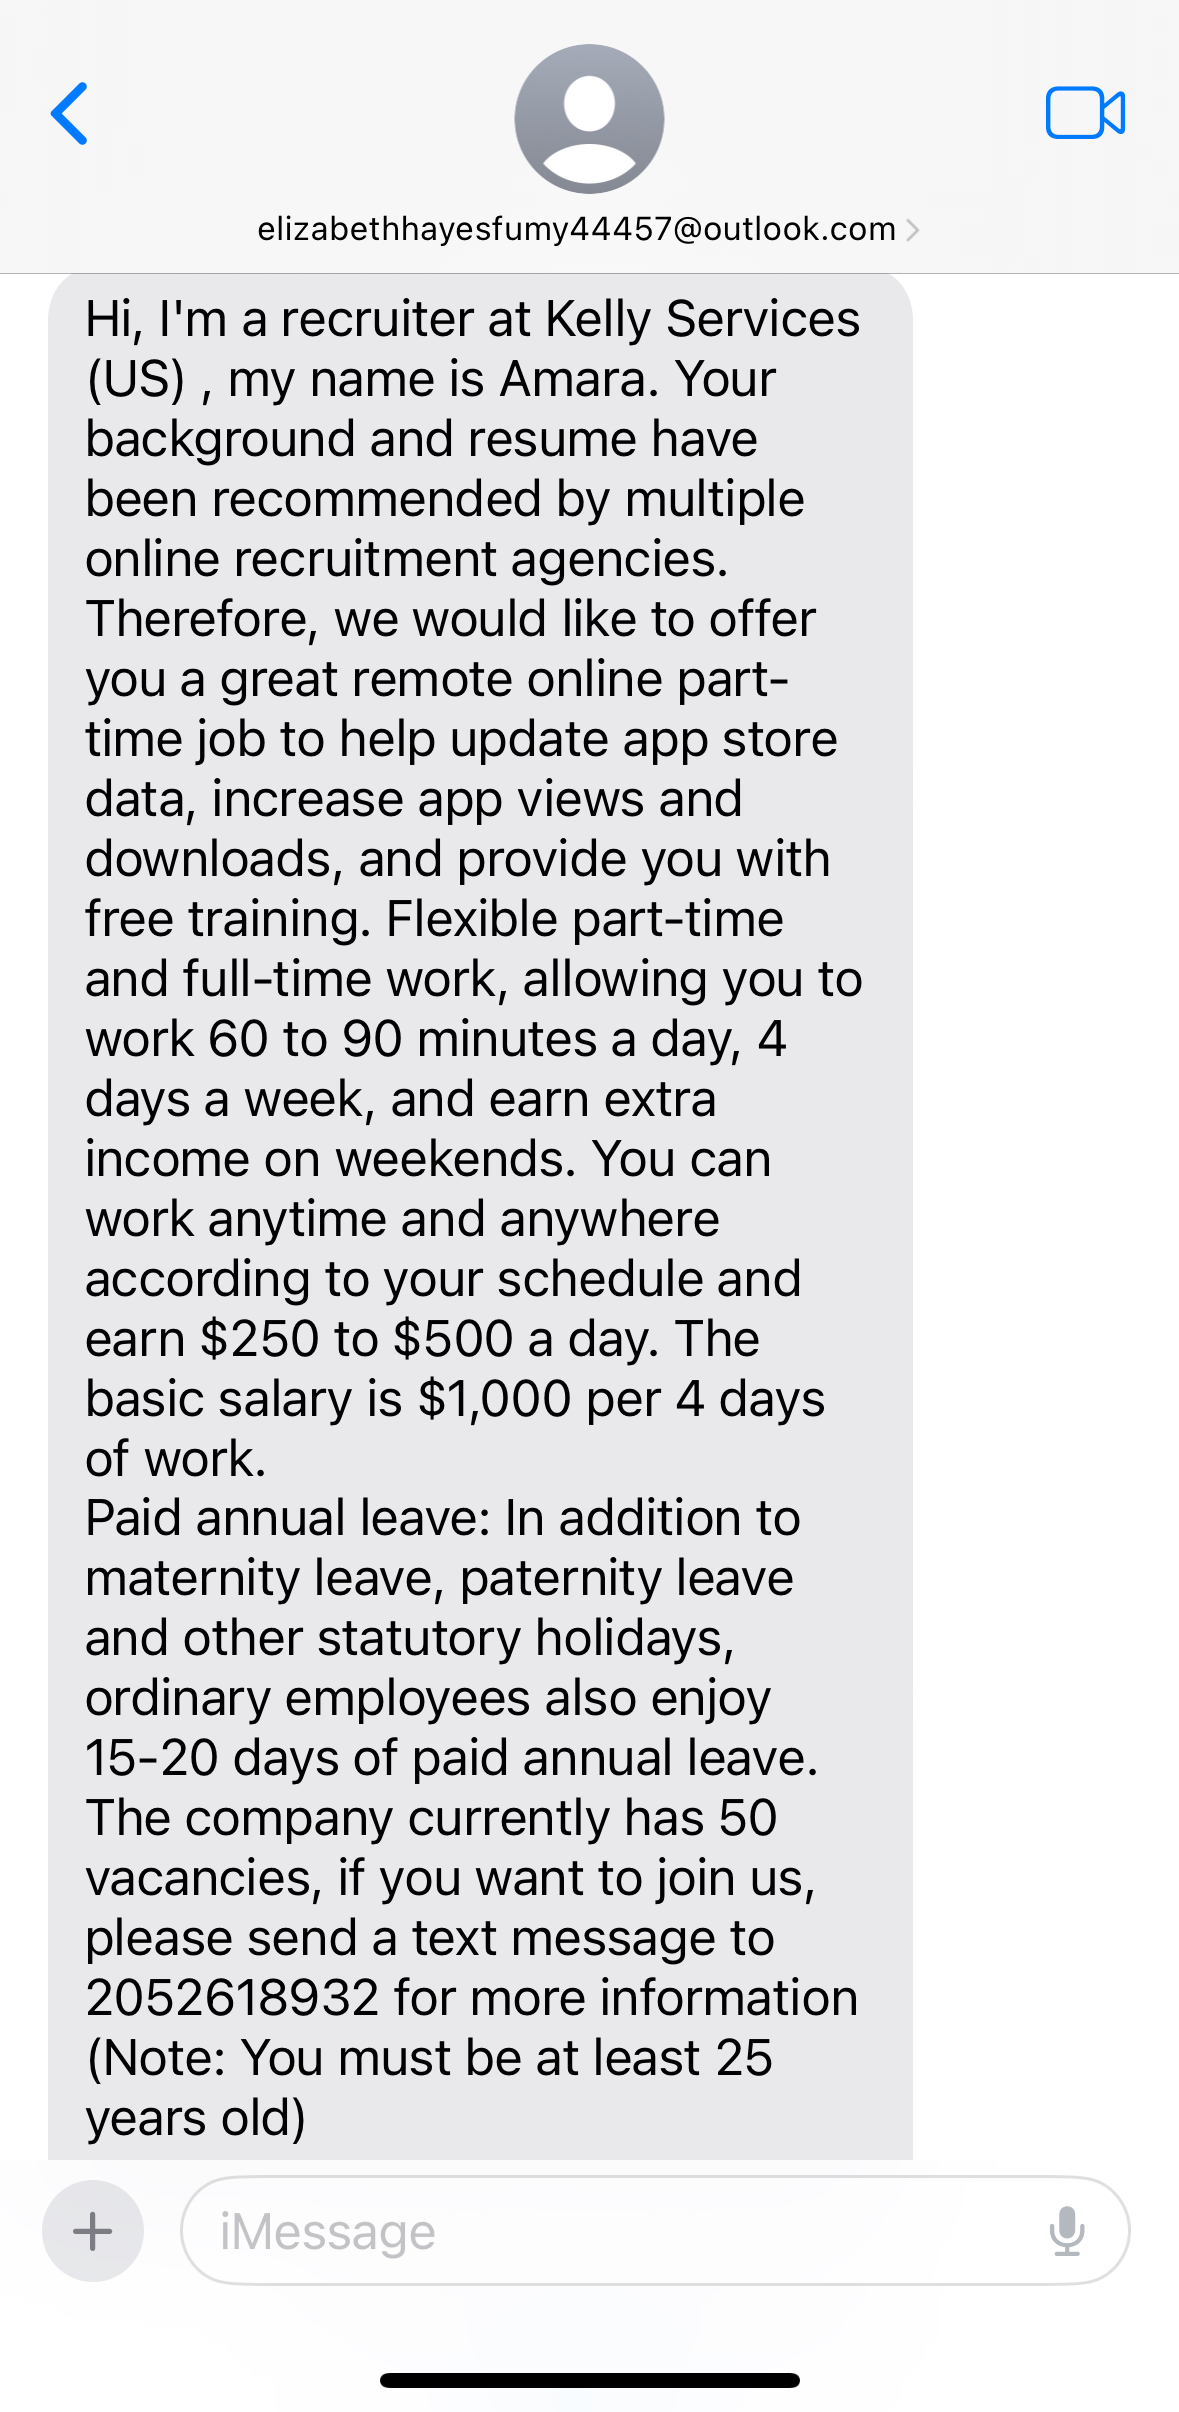 elizabethhayesfumy44457@outlook.com
Hi, I'm a recruiter at Kelly Services
(US) , my name is Amara. Your
background and resume have
been recommended by multiple
online recruitment agencies.
Therefore, we would like to offer
you a great remote online part-
time job to help update app store
data, increase app views and
downloads, and provide you with
free training. Flexible part-time
and full-time work, allowing you to
work 60 to 90 minutes a day, 4
days a week, and earn extra
income on weekends. You can
work anytime and anywhere
according to your schedule and
earn $250 to $500 a day. The
basic salary is $1,000 per 4 days
of work.
Paid annual leave: In addition to
maternity leave, paternity leave
and other statutory holidays,
ordinary employees also enjoy
15-20 days of paid annual leave.
The company currently has 50
vacancies, if you want to join us,
please send a text message to
2052618932 for more information
(Note: You must be at least 25
years old)
iMessage